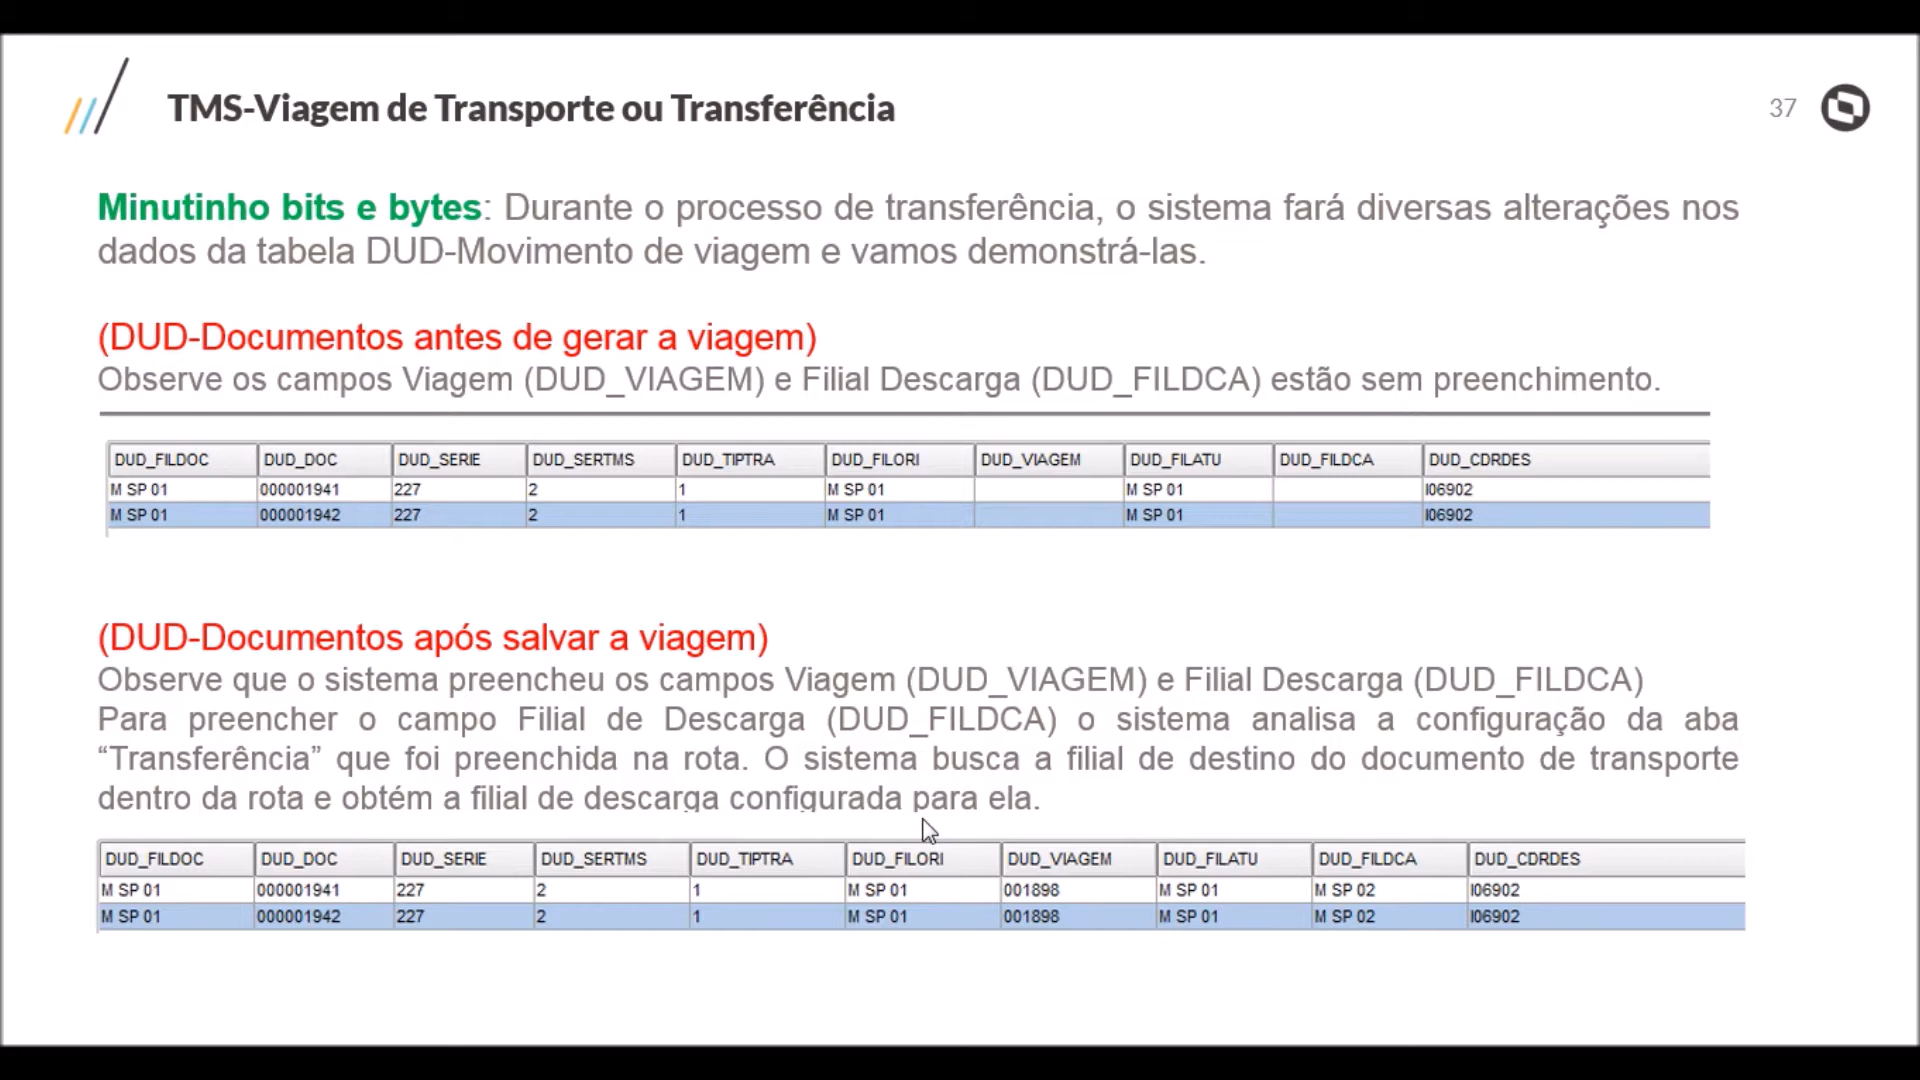 TMS-Viagem de Transporte ou Transferência
37
Minutinho bits e bytes: Durante o processo de transferência, o sistema fará diversas alterações nos
dados da tabela DUD-Movimento de viagem e vamos demonstrá-las.
(DUD-Documentos antes de gerar a viagem)
Observe os campos Viagem (DUD_VIAGEM) e Filial Descarga (DUD_FILDCA) estão sem preenchimento.
DUD_FILDOC DUD_DOC DUD_SERIE DUD_SERTMS DUD_TIPTRA DUD_FILORI DUD_VIAGEM DUD_FILATU DUD_FILDCA DUD_CDRDES
M SP 01 000001941 227 2 1 M SP 01 M SP 01 I06902
M SP 01 000001942 227 2 1 M SP 01 M SP 01 I06902
(DUD-Documentos após salvar a viagem)
Observe que o sistema preencheu os campos Viagem (DUD_VIAGEM) e Filial Descarga (DUD_FILDCA)
Para preencher o campo Filial de Descarga (DUD_FILDCA) o sistema analisa a configuração da aba
“Transferência” que foi preenchida na rota. O sistema busca a filial de destino do documento de transporte
dentro da rota e obtém a filial de descarga configurada para ela.
DUD_FILDOC DUD_DOC DUD_SERIE DUD_SERTMS DUD_TIPTRA DUD_FILORI DUD_VIAGEM DUD_FILATU DUD_FILDCA DUD_CDRDES
M SP 01 000001941 227 2 1 M SP 01 001898 M SP 01 M SP 02 I06902
M SP 01 000001942 227 2 1 M SP 01 001898 M SP 01 M SP 02 I06902